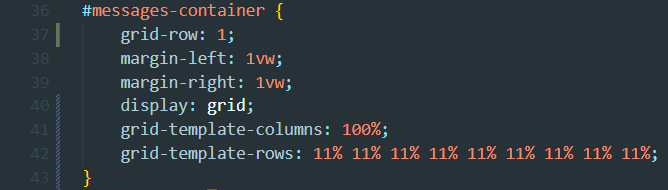 36 #messages-container {
37 grid-row: 1;
38 margin-left: 1vw;
39 margin-right: 1vw;
40 display: grid;
41 grid-template-columns: 100%;
42 grid-template-rows: 11% 11% 11% 11% 11% 11% 11% 11% 11%;
43 }